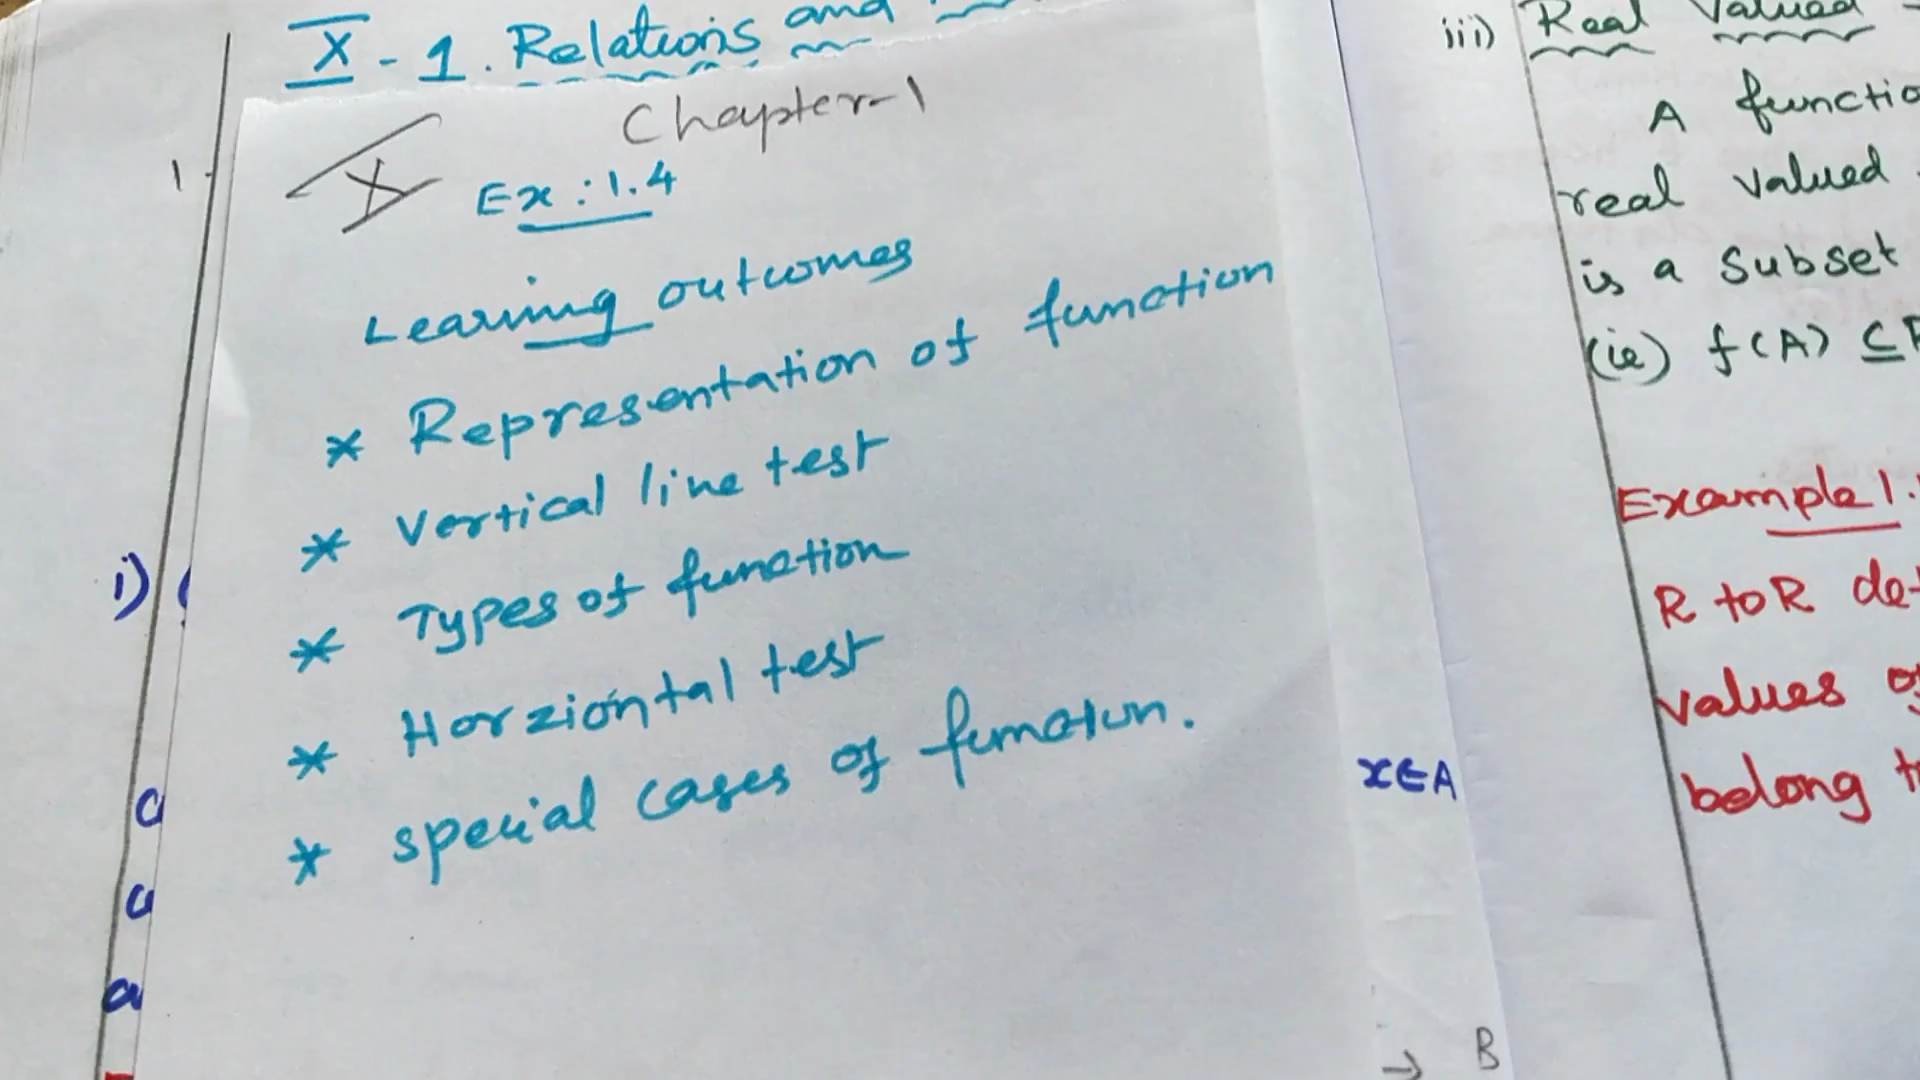 X - 1. Relations and
Chapter-1
X
Ex : 1.4
Learning outcomes
* Representation of function
* Vertical line test
* Types of function
* Horziontal test
* special cases of function.
1.
i)
a
x∈A
→ B
iii) Real Valued
A functio
real valued
is a Subset
(ie) f(A) ⊆
Example 1.
R to R de
values of
belong t